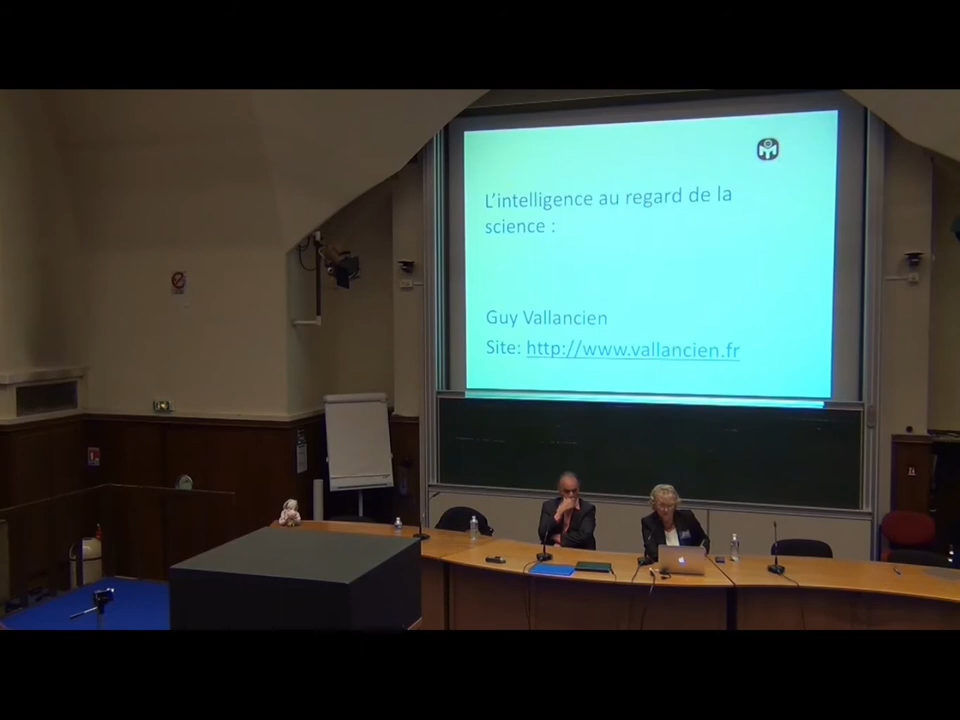 L'intelligence au regard de la
science :
Guy Vallancien
Site: http://www.vallancien.fr